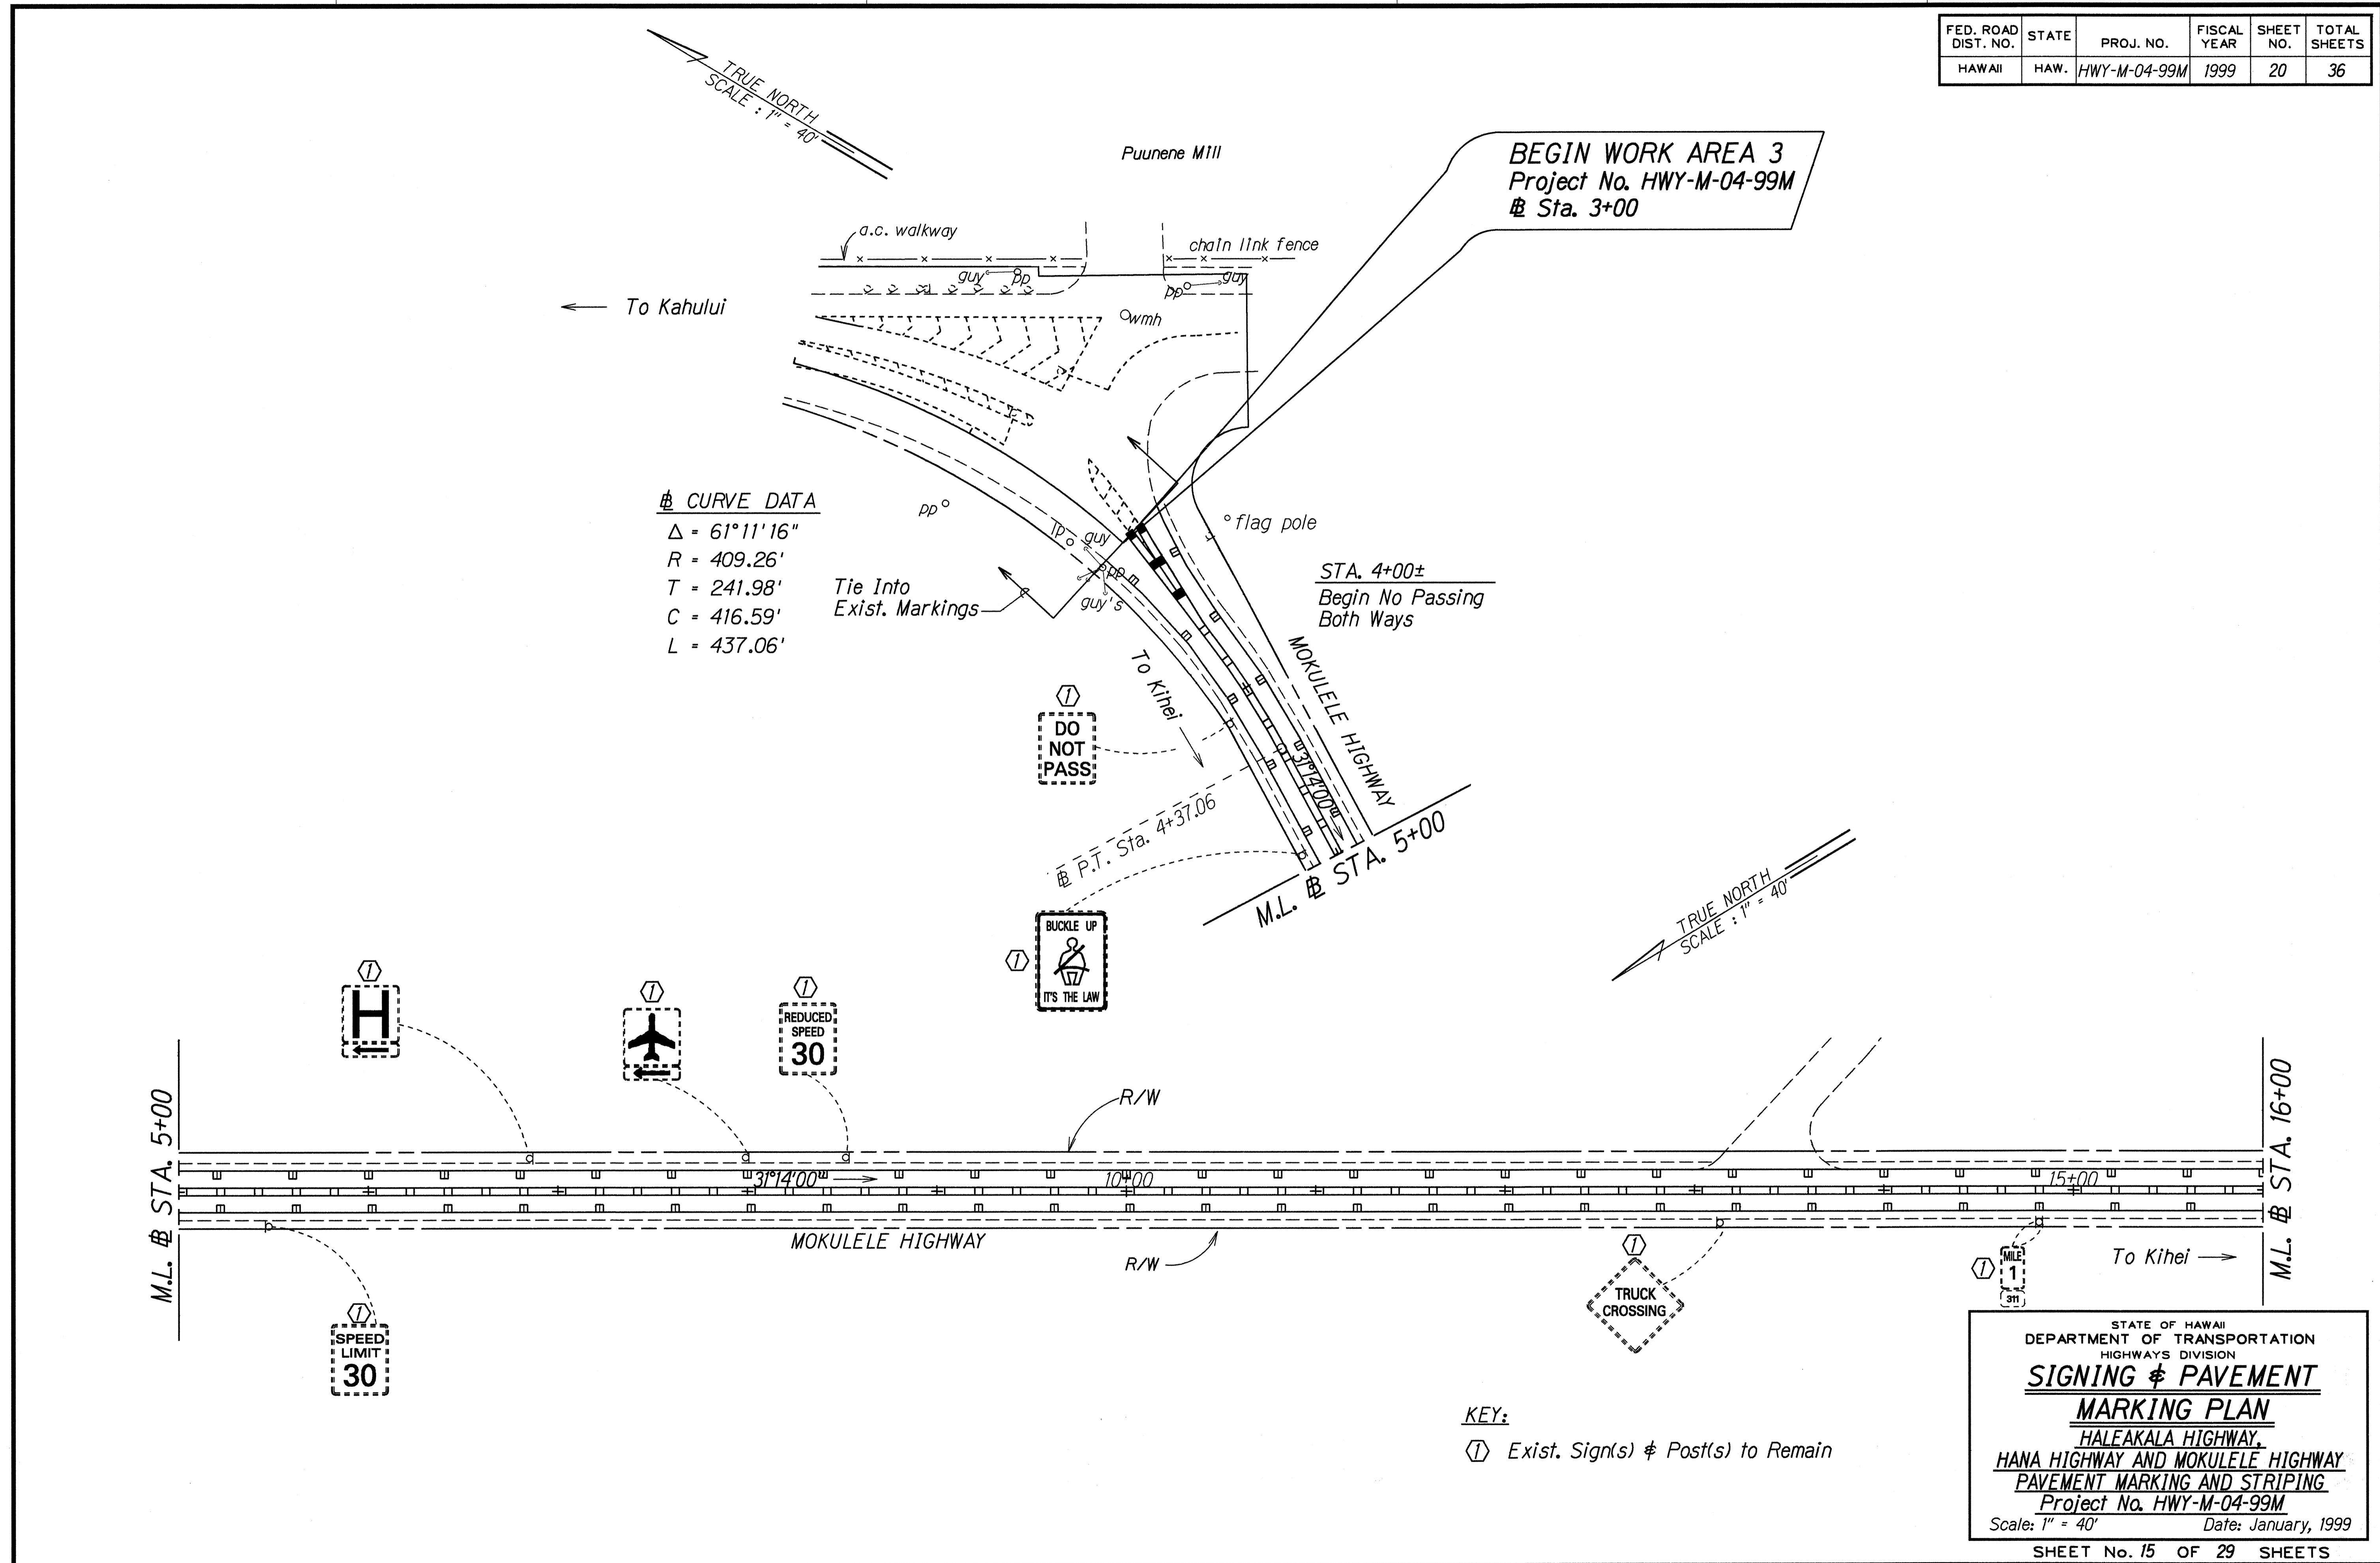 FED. ROAD DIST. NO. STATE PROJ. NO. FISCAL YEAR SHEET NO. TOTAL SHEETS
HAWAII HAW. HWY-M-04-99M 1999 20 36
TRUE NORTH
SCALE : 1" = 40'
Puunene Mill
BEGIN WORK AREA 3
Project No. HWY-M-04-99M
℄ Sta. 3+00
a.c. walkway
chain link fence
guy
pp
pp
guy
To Kahului
wmh
℄ CURVE DATA
Δ = 61°11'16"
R = 409.26'
T = 241.98'
C = 416.59'
L = 437.06'
pp
lp
guy
pp
guy's
flag pole
Tie Into
Exist. Markings
STA. 4+00±
Begin No Passing
Both Ways
To Kihei
MOKULELE HIGHWAY
31°14'00"
1
DO
NOT
PASS
℄ P.T. Sta. 4+37.06
M.L. ℄ STA. 5+00
1
BUCKLE UP
IT'S THE LAW
TRUE NORTH
SCALE : 1" = 40'
1
H
1
1
REDUCED
SPEED
30
R/W
M.L. ℄ STA. 5+00
31°14'00"
10+00
15+00
M.L. ℄ STA. 16+00
MOKULELE HIGHWAY
R/W
1
SPEED
LIMIT
30
1
TRUCK
CROSSING
1
MILE
1
311
To Kihei
KEY:
1 Exist. Sign(s) & Post(s) to Remain
STATE OF HAWAII
DEPARTMENT OF TRANSPORTATION
HIGHWAYS DIVISION
SIGNING & PAVEMENT
MARKING PLAN
HALEAKALA HIGHWAY,
HANA HIGHWAY AND MOKULELE HIGHWAY
PAVEMENT MARKING AND STRIPING
Project No. HWY-M-04-99M
Scale: 1" = 40' Date: January, 1999
SHEET No. 15 OF 29 SHEETS